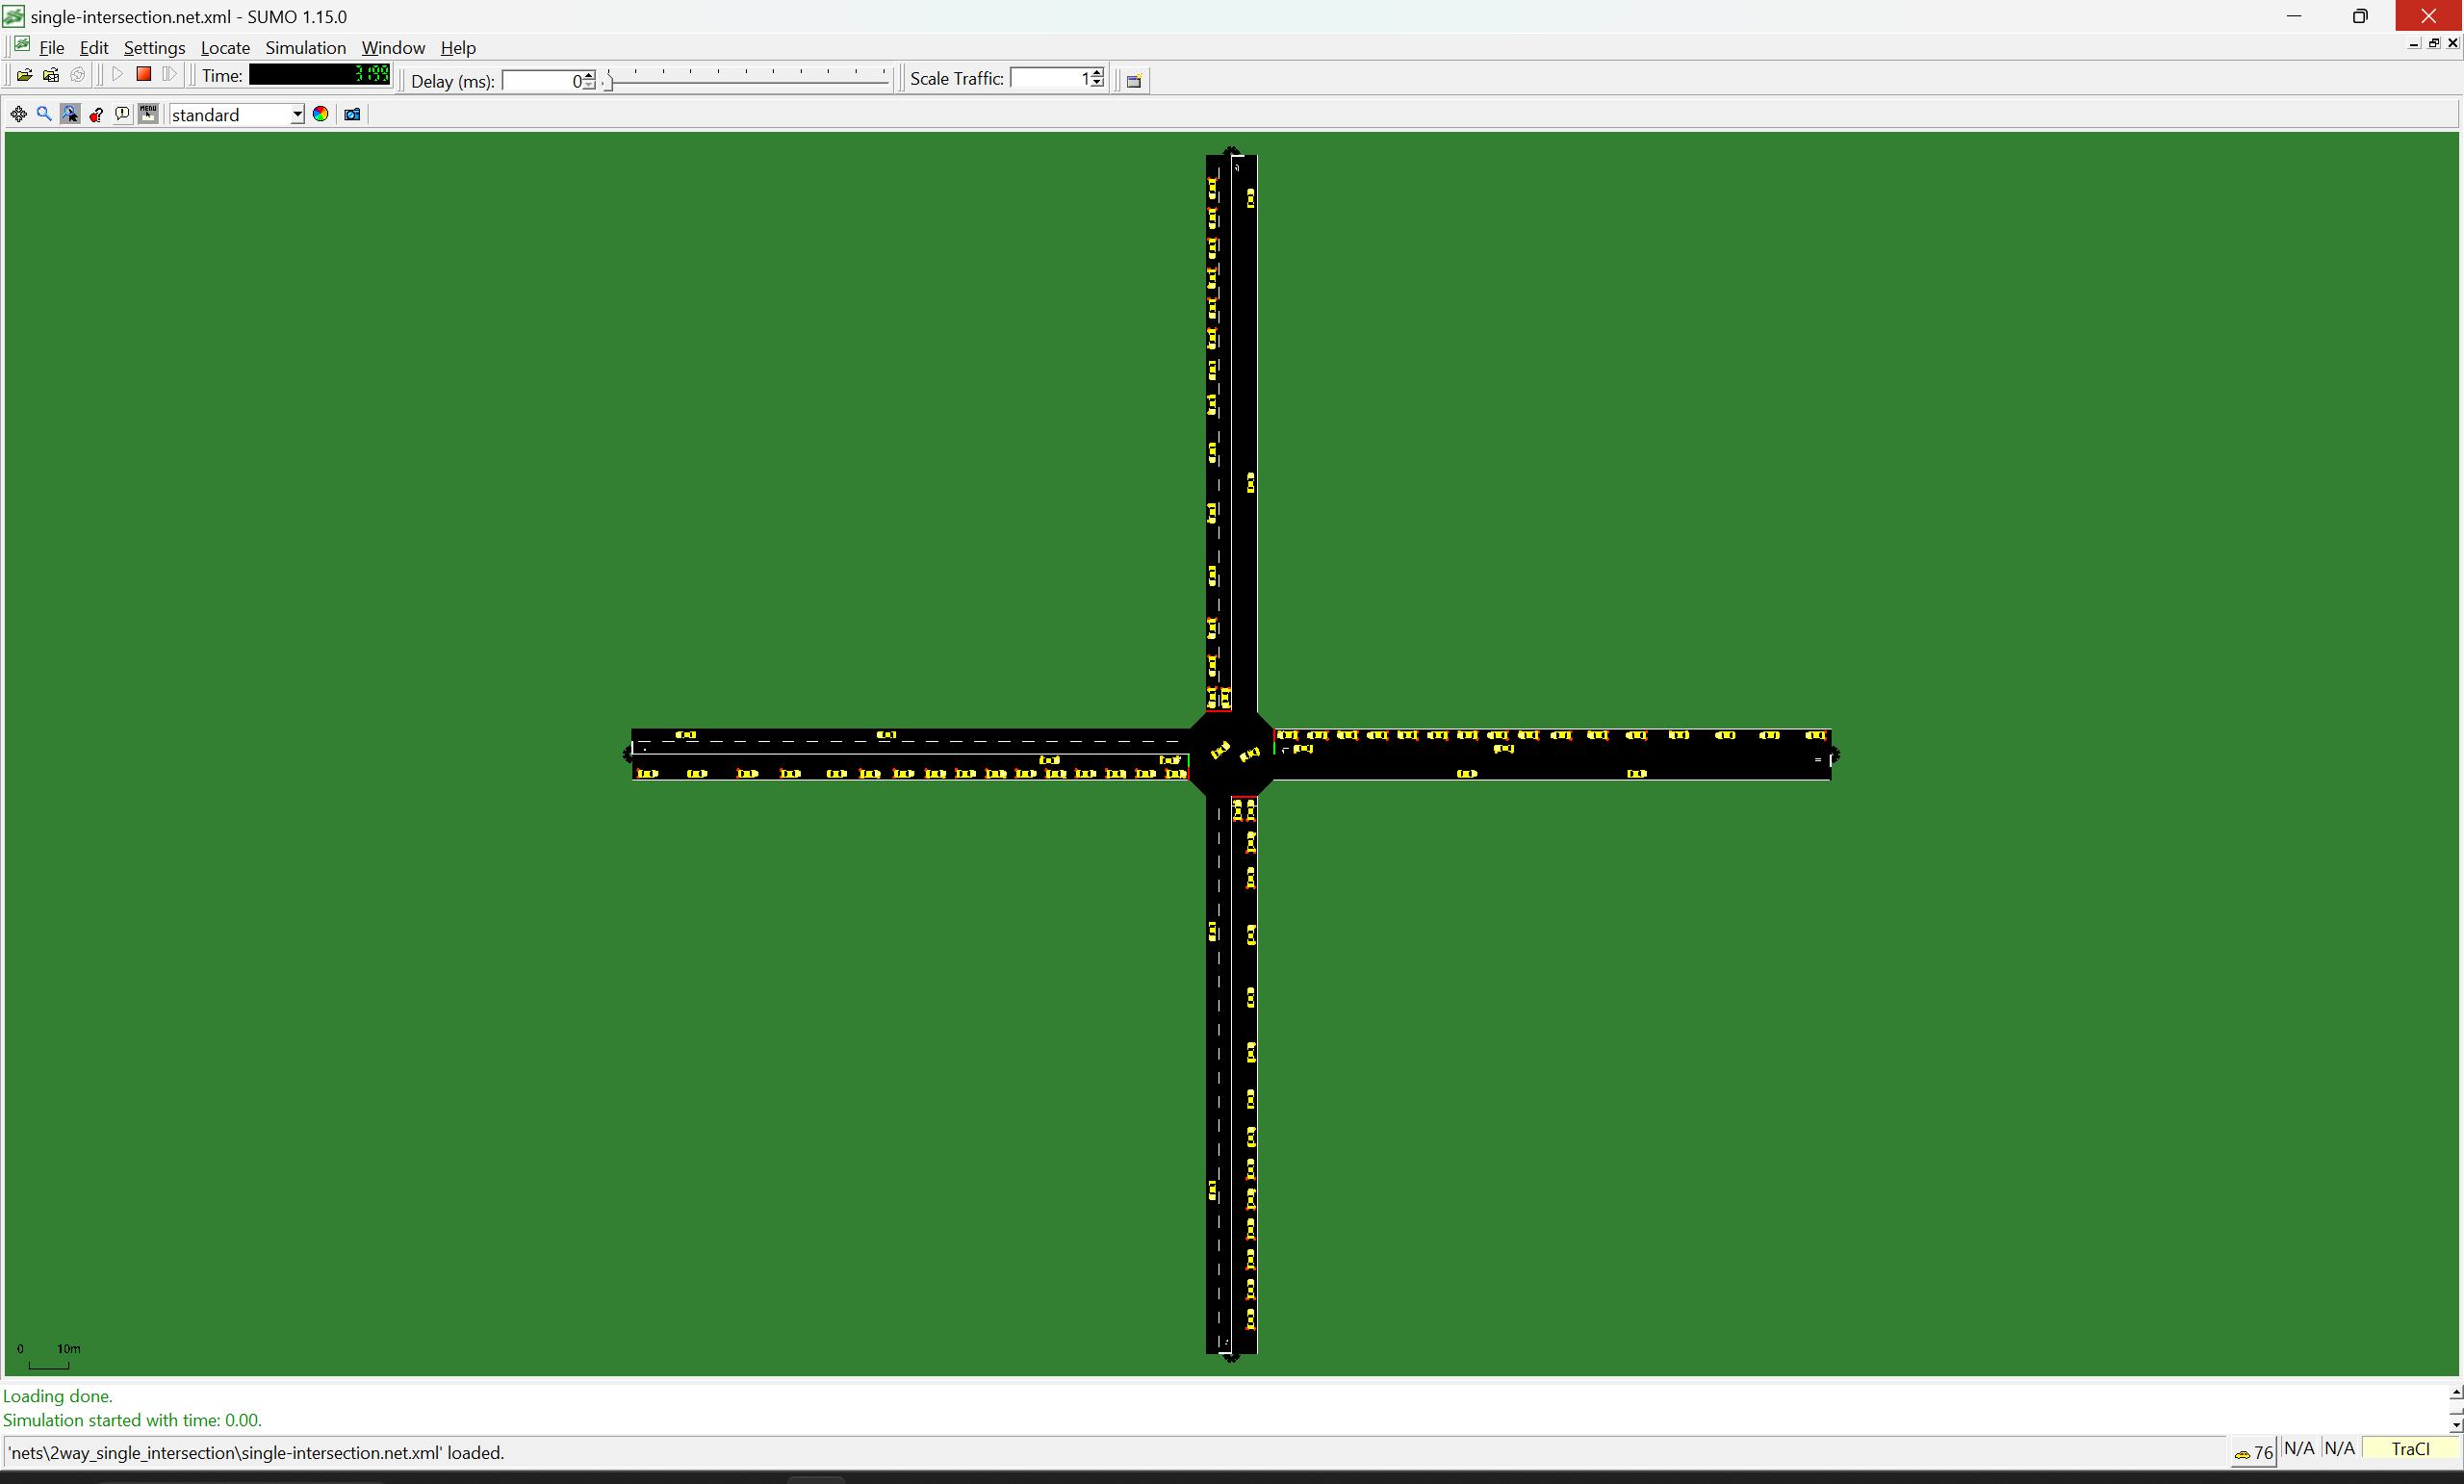 single-intersection.net.xml - SUMO 1.15.0
File Edit Settings Locate Simulation Window Help
Time: 3199 Delay (ms): 0 Scale Traffic: 1
MENU standard
0 10m
Loading done.
Simulation started with time: 0.00.
'nets\2way_single_intersection\single-intersection.net.xml' loaded. 76 N/A N/A TraCI